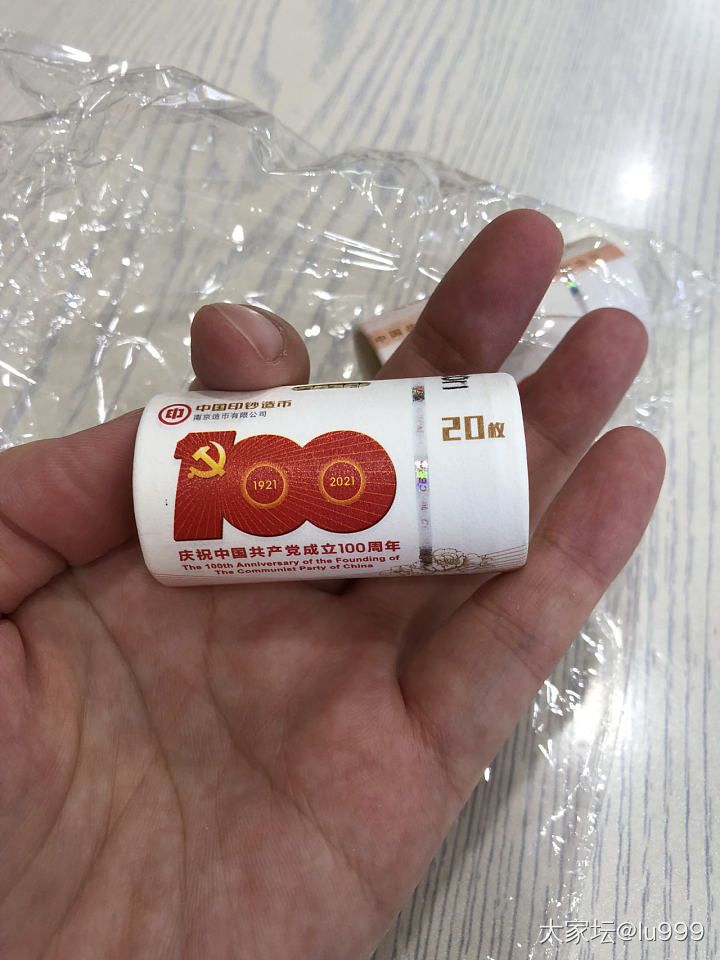 中国印钞造币
南京造币有限公司
20枚
1921
2021
庆祝中国共产党成立100周年
The 100th Anniversary of the Founding of
The Communist Party of China
100
中国
大家坛@lu999